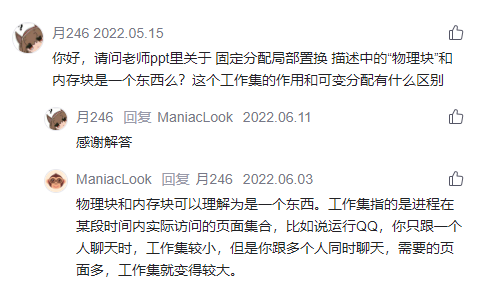 月246 2022.05.15
你好，请问老师ppt里关于 固定分配局部置换 描述中的“物理块”和
内存块是一个东西么？这个工作集的作用和可变分配有什么区别
月246 回复 ManiacLook 2022.06.11
感谢解答
ManiacLook 回复 月246 2022.06.03
物理块和内存块可以理解为是一个东西。工作集指的是进程在
某段时间内实际访问的页面集合，比如说运行QQ，你只跟一个
人聊天时，工作集较小，但是你跟多个人同时聊天，需要的页
面多，工作集就变得较大。